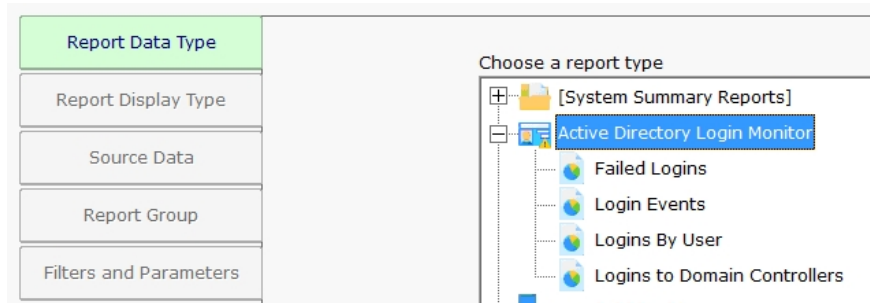 Report Data Type
Report Display Type
Source Data
Report Group
Filters and Parameters
Choose a report type
[System Summary Reports]
Active Directory Login Monitor
Failed Logins
Login Events
Logins By User
Logins to Domain Controllers